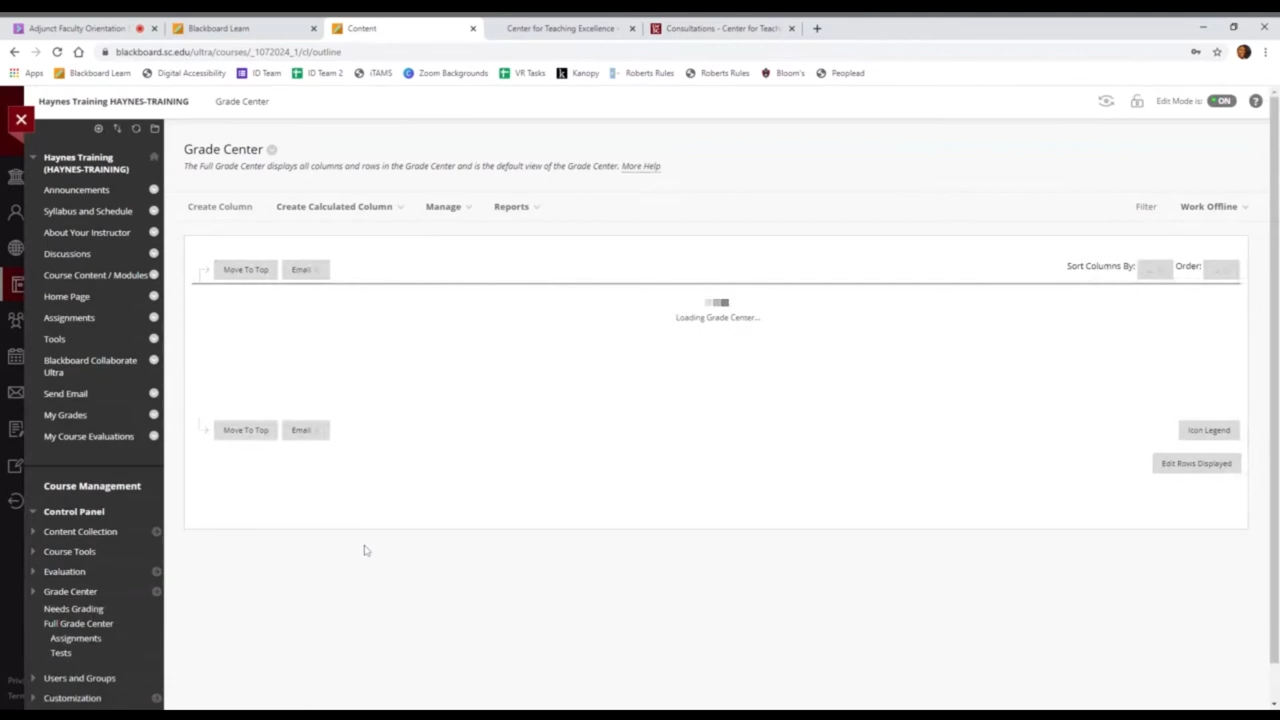 Adjunct Faculty Orientation
Blackboard Learn
Content
Center for Teaching Excellence -
Consultations - Center for Teach
blackboard.sc.edu/ultra/courses/_1072024_1/cl/outline
Apps
Blackboard Learn
Digital Accessibility
ID Team
ID Team 2
iTAMS
Zoom Backgrounds
VR Tasks
Kanopy
Roberts Rules
Roberts Rules
Bloom's
Peoplead
Haynes Training HAYNES-TRAINING
Grade Center
Edit Mode is:
ON
?
Haynes Training
(HAYNES-TRAINING)
Announcements
Syllabus and Schedule
About Your Instructor
Discussions
Course Content / Modules
Home Page
Assignments
Tools
Blackboard Collaborate
Ultra
Send Email
My Grades
My Course Evaluations
Course Management
Control Panel
Content Collection
Course Tools
Evaluation
Grade Center
Needs Grading
Full Grade Center
Assignments
Tests
Users and Groups
Customization
Grade Center
The Full Grade Center displays all columns and rows in the Grade Center and is the default view of the Grade Center. More Help
Create Column
Create Calculated Column
Manage
Reports
Filter
Work Offline
Move To Top
Email
Sort Columns By:
Order:
Loading Grade Center...
Move To Top
Email
Icon Legend
Edit Rows Displayed